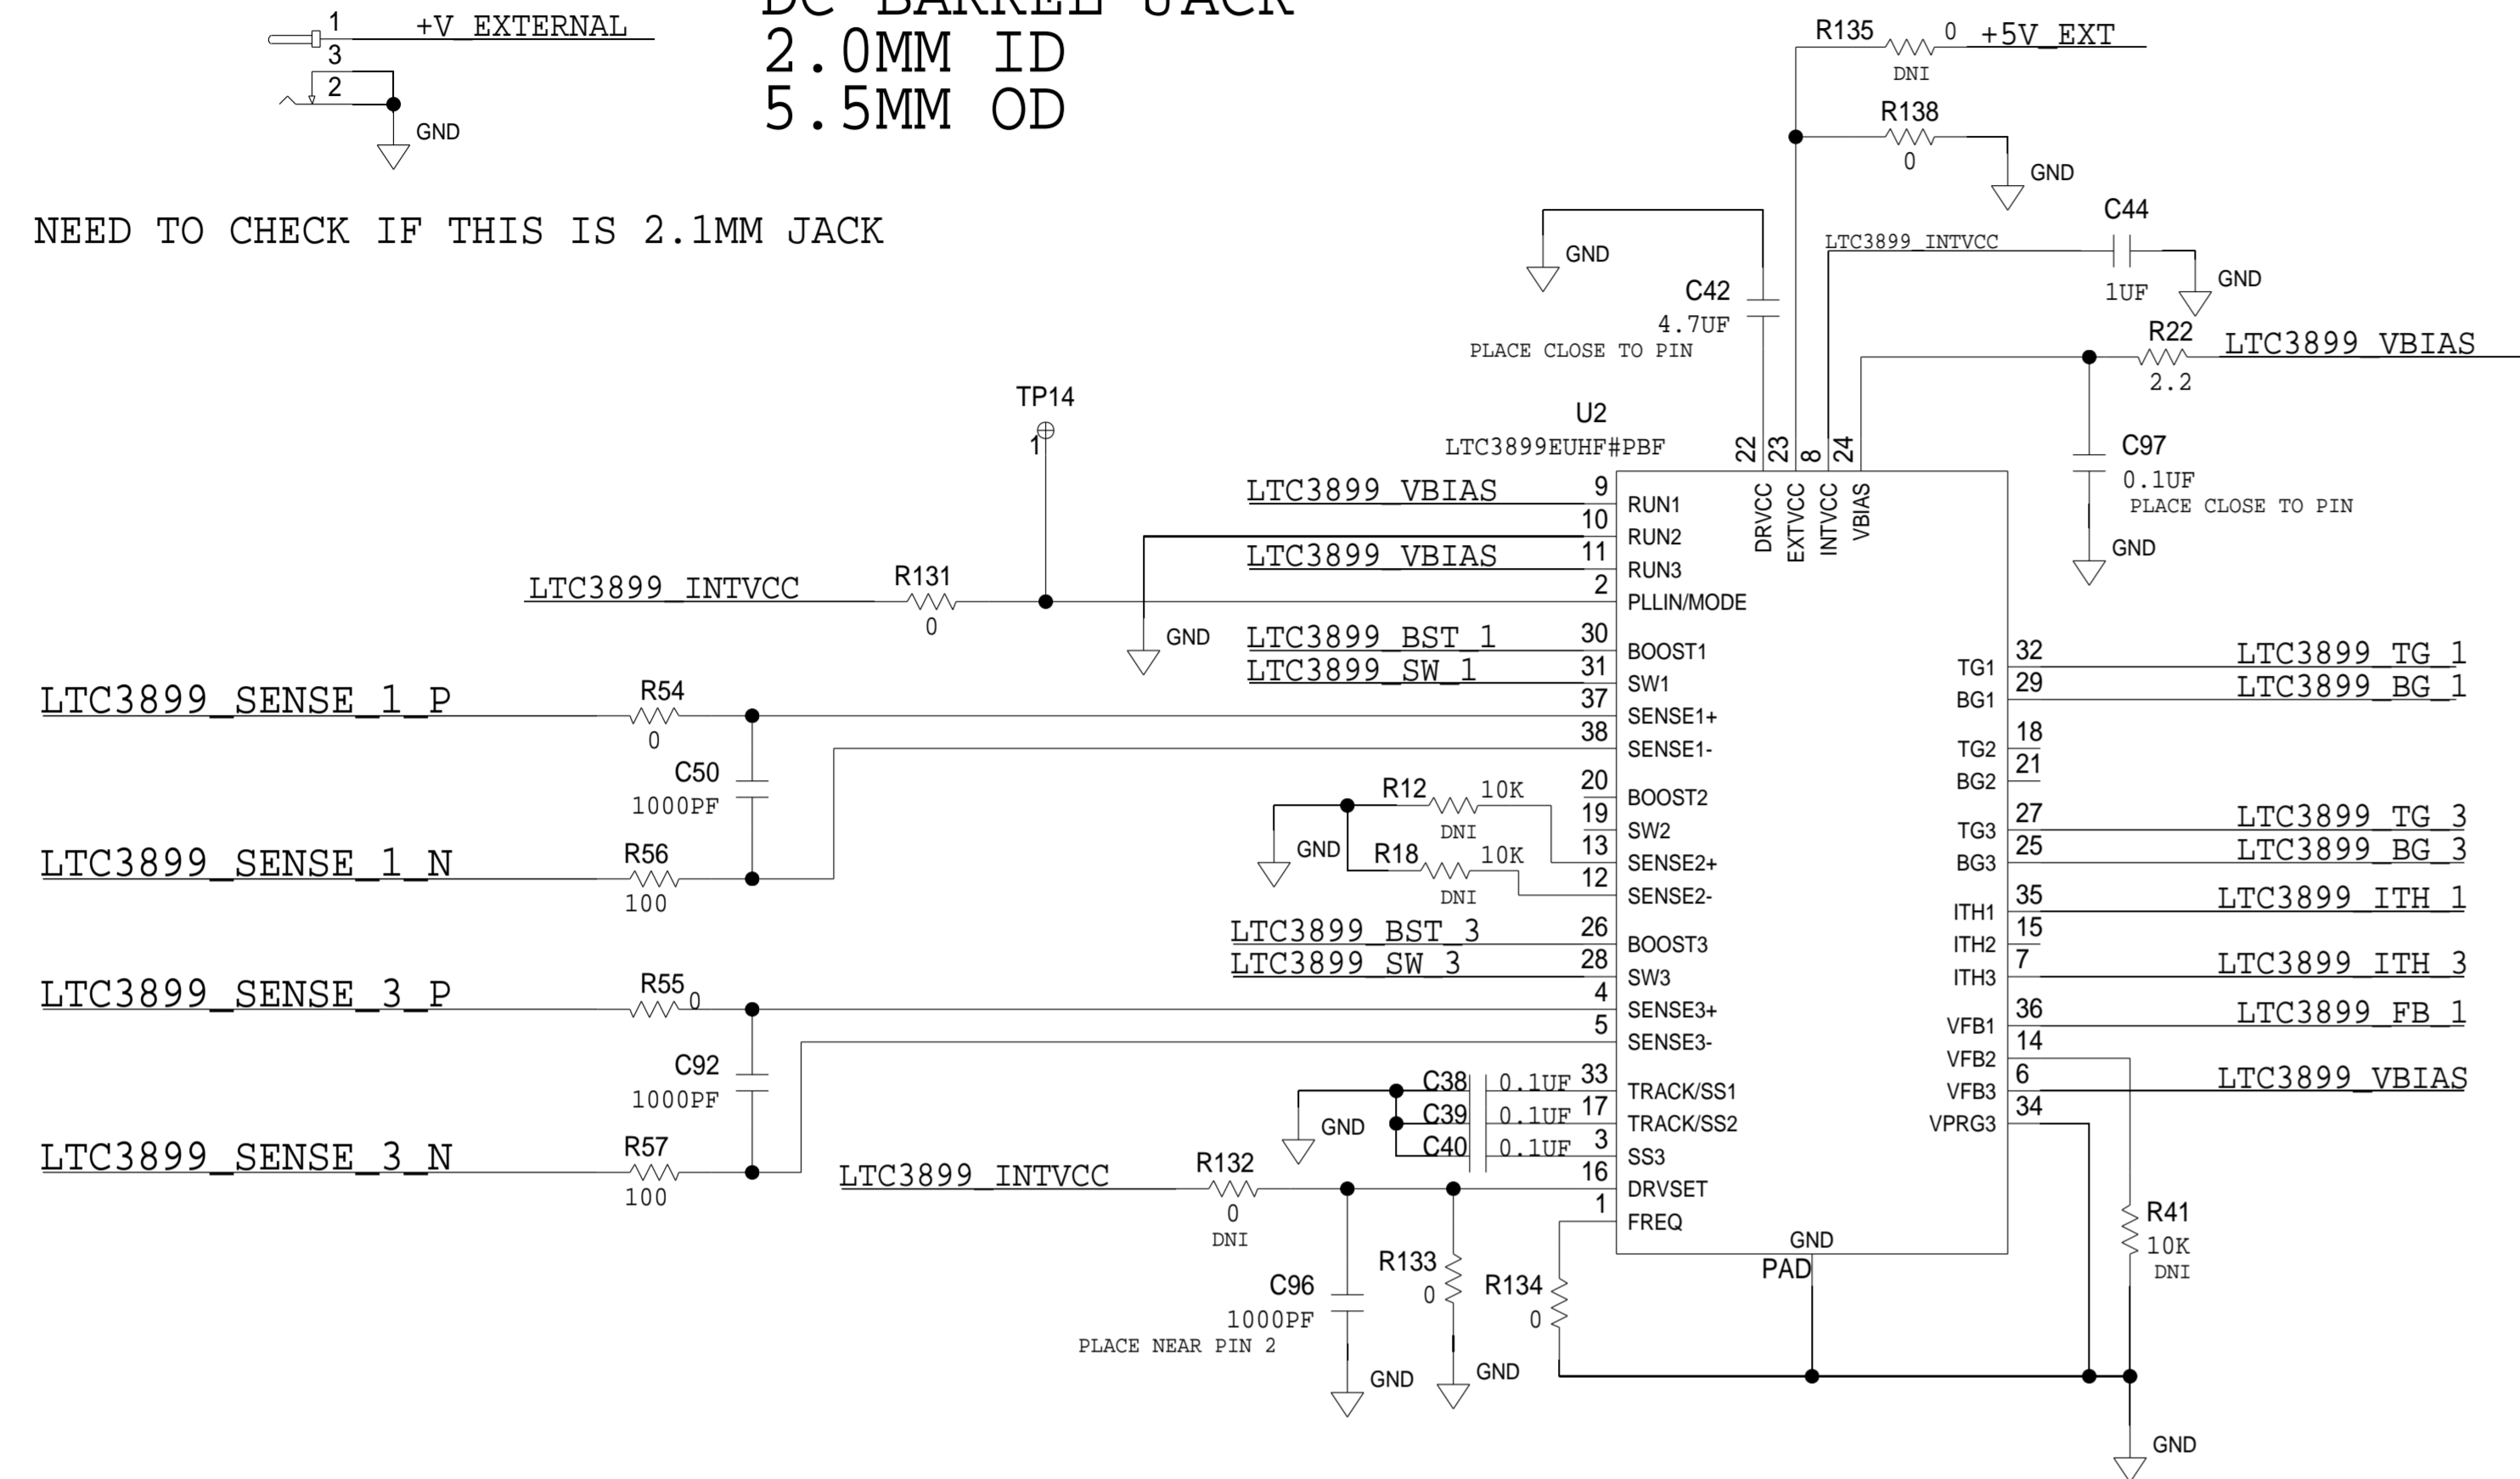 DC BARREL JACK
2.0MM ID
5.5MM OD
1
+V_EXTERNAL
3
2
GND
NEED TO CHECK IF THIS IS 2.1MM JACK
R135
0
+5V_EXT
DNI
R138
0
GND
GND
C42
4.7UF
PLACE CLOSE TO PIN
LTC3899_INTVCC
C44
1UF
GND
R22
2.2
LTC3899_VBIAS
C97
0.1UF
PLACE CLOSE TO PIN
GND
TP14
1
U2
LTC3899EUHF#PBF
22
23
8
24
DRVCC
EXTVCC
INTVCC
VBIAS
LTC3899_VBIAS
9
RUN1
10
RUN2
LTC3899_VBIAS
11
RUN3
LTC3899_INTVCC
R131
0
2
PLLIN/MODE
GND
LTC3899_BST_1
30
BOOST1
LTC3899_SW_1
31
SW1
LTC3899_SENSE_1_P
R54
0
37
SENSE1+
38
SENSE1-
C50
1000PF
LTC3899_SENSE_1_N
R56
100
20
BOOST2
19
SW2
R12
10K
DNI
13
SENSE2+
GND
R18
10K
DNI
12
SENSE2-
LTC3899_BST_3
26
BOOST3
LTC3899_SW_3
28
SW3
LTC3899_SENSE_3_P
R55
0
4
SENSE3+
5
SENSE3-
C92
1000PF
LTC3899_SENSE_3_N
R57
100
GND
C38
0.1UF
33
TRACK/SS1
C39
0.1UF
17
TRACK/SS2
C40
0.1UF
3
SS3
LTC3899_INTVCC
R132
0
DNI
16
DRVSET
1
FREQ
C96
1000PF
PLACE NEAR PIN 2
GND
R133
0
GND
R134
0
GND
PAD
TG1
32
LTC3899_TG_1
BG1
29
LTC3899_BG_1
TG2
18
BG2
21
TG3
27
LTC3899_TG_3
BG3
25
LTC3899_BG_3
ITH1
35
LTC3899_ITH_1
ITH2
15
ITH3
7
LTC3899_ITH_3
VFB1
36
LTC3899_FB_1
VFB2
14
VFB3
6
LTC3899_VBIAS
VPRG3
34
R41
10K
DNI
GND